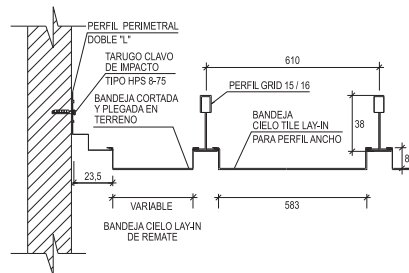 PERFIL PERIMETRAL
DOBLE "L"
TARUGO CLAVO
DE IMPACTO
TIPO HPS 8-75
BANDEJA CORTADA
Y PLEGADA EN
TERRENO
610
PERFIL GRID 15 / 16
BANDEJA
CIELO TILE LAY-IN
PARA PERFIL ANCHO
38
8
23,5
VARIABLE
583
BANDEJA CIELO LAY-IN
DE REMATE